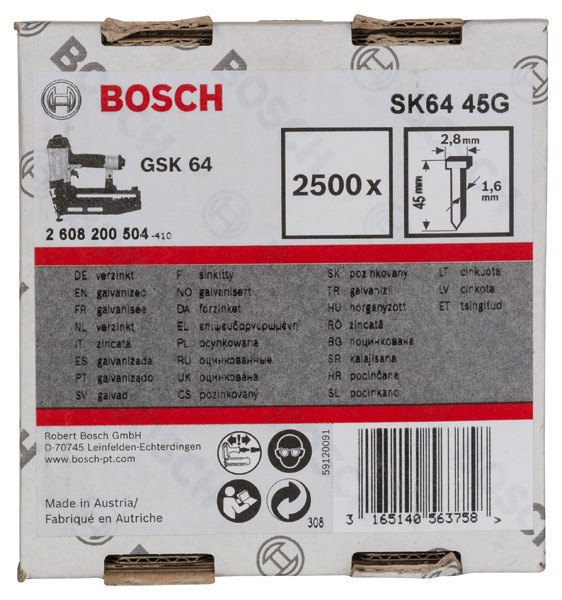 BOSCH
SK64 45G
GSK 64
2500x
2,8mm
45 mm
1,6
mm
2 608 200 504 -410
DE verzinkt
EN galvanized
FR galvanisée
NL verzinkt
IT zincata
ES galvanizada
PT galvanizado
SV galvad
F sinkitty
NO galvanisert
DA forzinket
EL επιψευδαργυρωμένη
PL ocynkowana
RU оцинкованные
UK оцинкована
CS pozinkovaný
SK pozinkovaný
TR galvanizli
HU horganyzott
RO zincată
BG поцинкована
SR kalajisana
HR pocinčana
SL pocinkano
LT cinkuota
LV cinkota
ET tsingitud
Robert Bosch GmbH
D-70745 Leinfelden-Echterdingen
www.bosch-pt.com
Made in Austria/
Fabriqué en Autriche
59120091
308
3 165140 563758 >
BOSCH